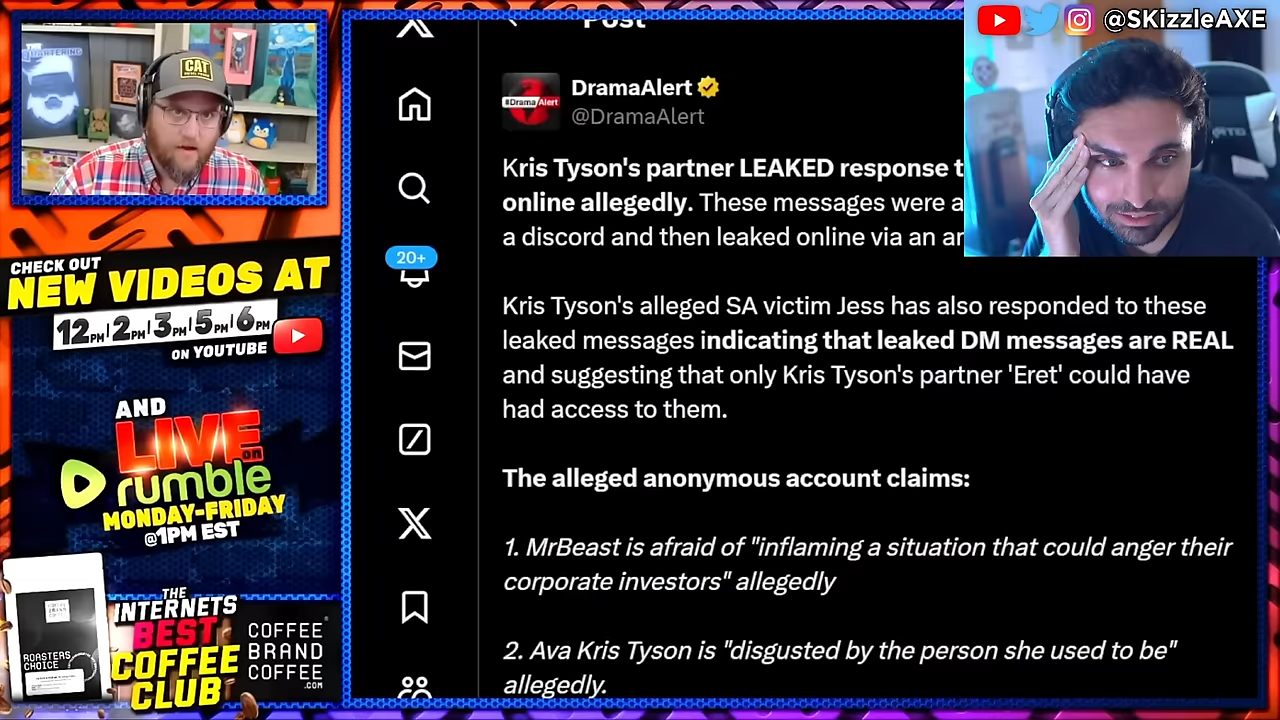 @SKizzleAXE
THE
QUARTERING
CAT
DIESEL POWER
Post
DramaAlert
#DramaAlert
@DramaAlert
Kris Tyson's partner LEAKED response
online allegedly. These messages were
a discord and then leaked online via an
Kris Tyson's alleged SA victim Jess has also responded to these
leaked messages indicating that leaked DM messages are REAL
and suggesting that only Kris Tyson's partner 'Eret' could have
had access to them.
The alleged anonymous account claims:
1. MrBeast is afraid of "inflaming a situation that could anger their
corporate investors" allegedly
2. Ava Kris Tyson is "disgusted by the person she used to be"
allegedly.
20+
CHECK OUT
NEW VIDEOS AT
12PM | 2PM | 3PM | 5PM | 6PM
ON YOUTUBE
AND
LIVE on
rumble
MONDAY-FRIDAY
@1PM EST
THE
INTERNETS
BEST
COFFEE
CLUB
COFFEE
BRAND
COFFEE
.COM
ROASTERS
CHOICE